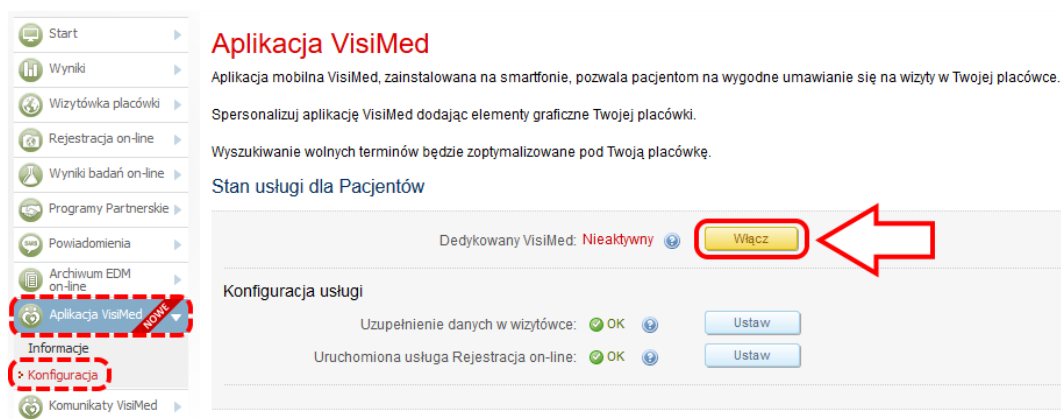 Start
Wyniki
Wizytówka placówki
Rejestracja on-line
Wyniki badań on-line
Programy Partnerskie
SMS
Powiadomienia
Archiwum EDM
on-line
Aplikacja VisiMed
NOWE
Informacje
Konfiguracja
Komunikaty VisiMed
Aplikacja VisiMed
Aplikacja mobilna VisiMed, zainstalowana na smartfonie, pozwala pacjentom na wygodne umawianie się na wizyty w Twojej placówce.
Spersonalizuj aplikację VisiMed dodając elementy graficzne Twojej placówki.
Wyszukiwanie wolnych terminów będzie zoptymalizowane pod Twoją placówkę.
Stan usługi dla Pacjentów
Dedykowany VisiMed: Nieaktywny ? Włącz
Konfiguracja usługi
Uzupełnienie danych w wizytówce: OK ? Ustaw
Uruchomiona usługa Rejestracja on-line: OK ? Ustaw